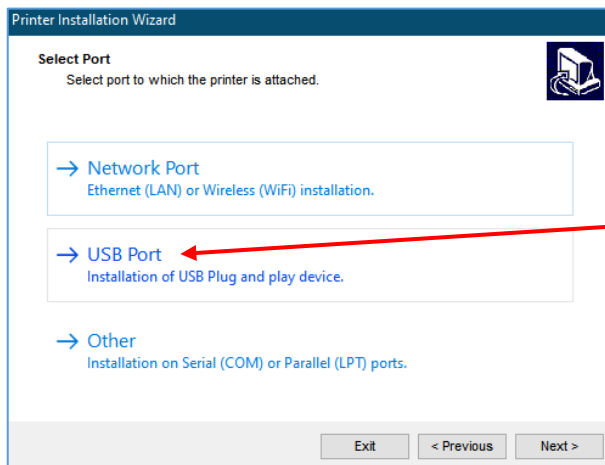 Printer Installation Wizard
Select Port
Select port to which the printer is attached.
→ Network Port
Ethernet (LAN) or Wireless (WiFi) installation.
→ USB Port
Installation of USB Plug and play device.
→ Other
Installation on Serial (COM) or Parallel (LPT) ports.
Exit < Previous Next >